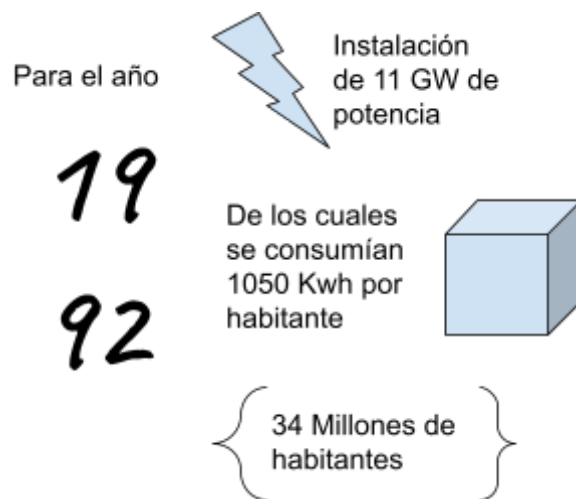 Para el año
19
92
Instalación
de 11 GW de
potencia
De los cuales
se consumían
1050 Kwh por
habitante
34 Millones de
habitantes